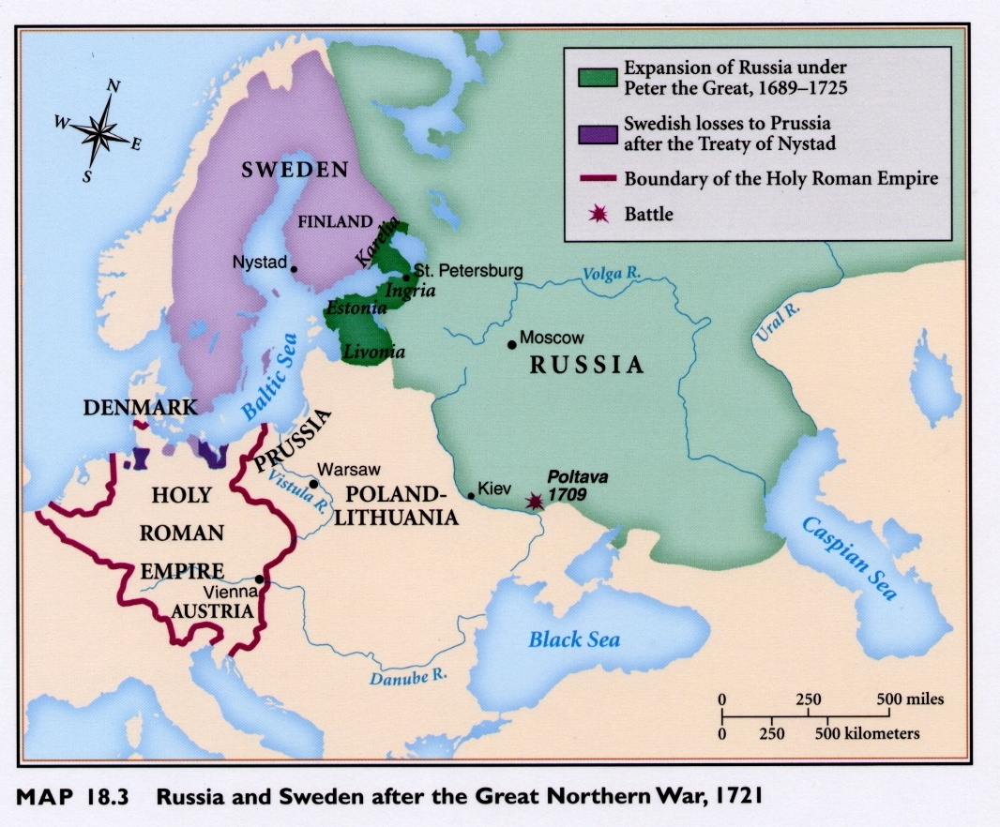 N
W
E
S
Expansion of Russia under
Peter the Great, 1689–1725
Swedish losses to Prussia
after the Treaty of Nystad
Boundary of the Holy Roman Empire
Battle
SWEDEN
FINLAND
Karelia
Nystad
St. Petersburg
Ingria
Estonia
Livonia
Volga R.
Ural R.
Moscow
RUSSIA
Baltic Sea
DENMARK
PRUSSIA
Warsaw
Vistula R.
POLAND-
LITHUANIA
Kiev
Poltava
1709
HOLY
ROMAN
EMPIRE
Vienna
AUSTRIA
Caspian Sea
Black Sea
Danube R.
0 250 500 miles
0 250 500 kilometers
MAP 18.3 Russia and Sweden after the Great Northern War, 1721